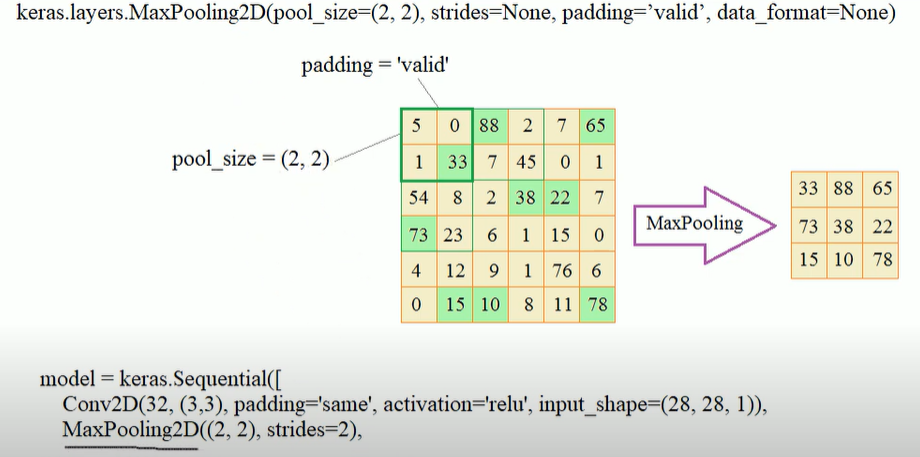 keras.layers.MaxPooling2D(pool_size=(2, 2), strides=None, padding=’valid’, data_format=None)
padding = 'valid'
pool_size = (2, 2)
5 0 88 2 7 65
1 33 7 45 0 1
54 8 2 38 22 7
73 23 6 1 15 0
4 12 9 1 76 6
0 15 10 8 11 78
MaxPooling
33 88 65
73 38 22
15 10 78
model = keras.Sequential([
Conv2D(32, (3,3), padding='same', activation='relu', input_shape=(28, 28, 1)),
MaxPooling2D((2, 2), strides=2),